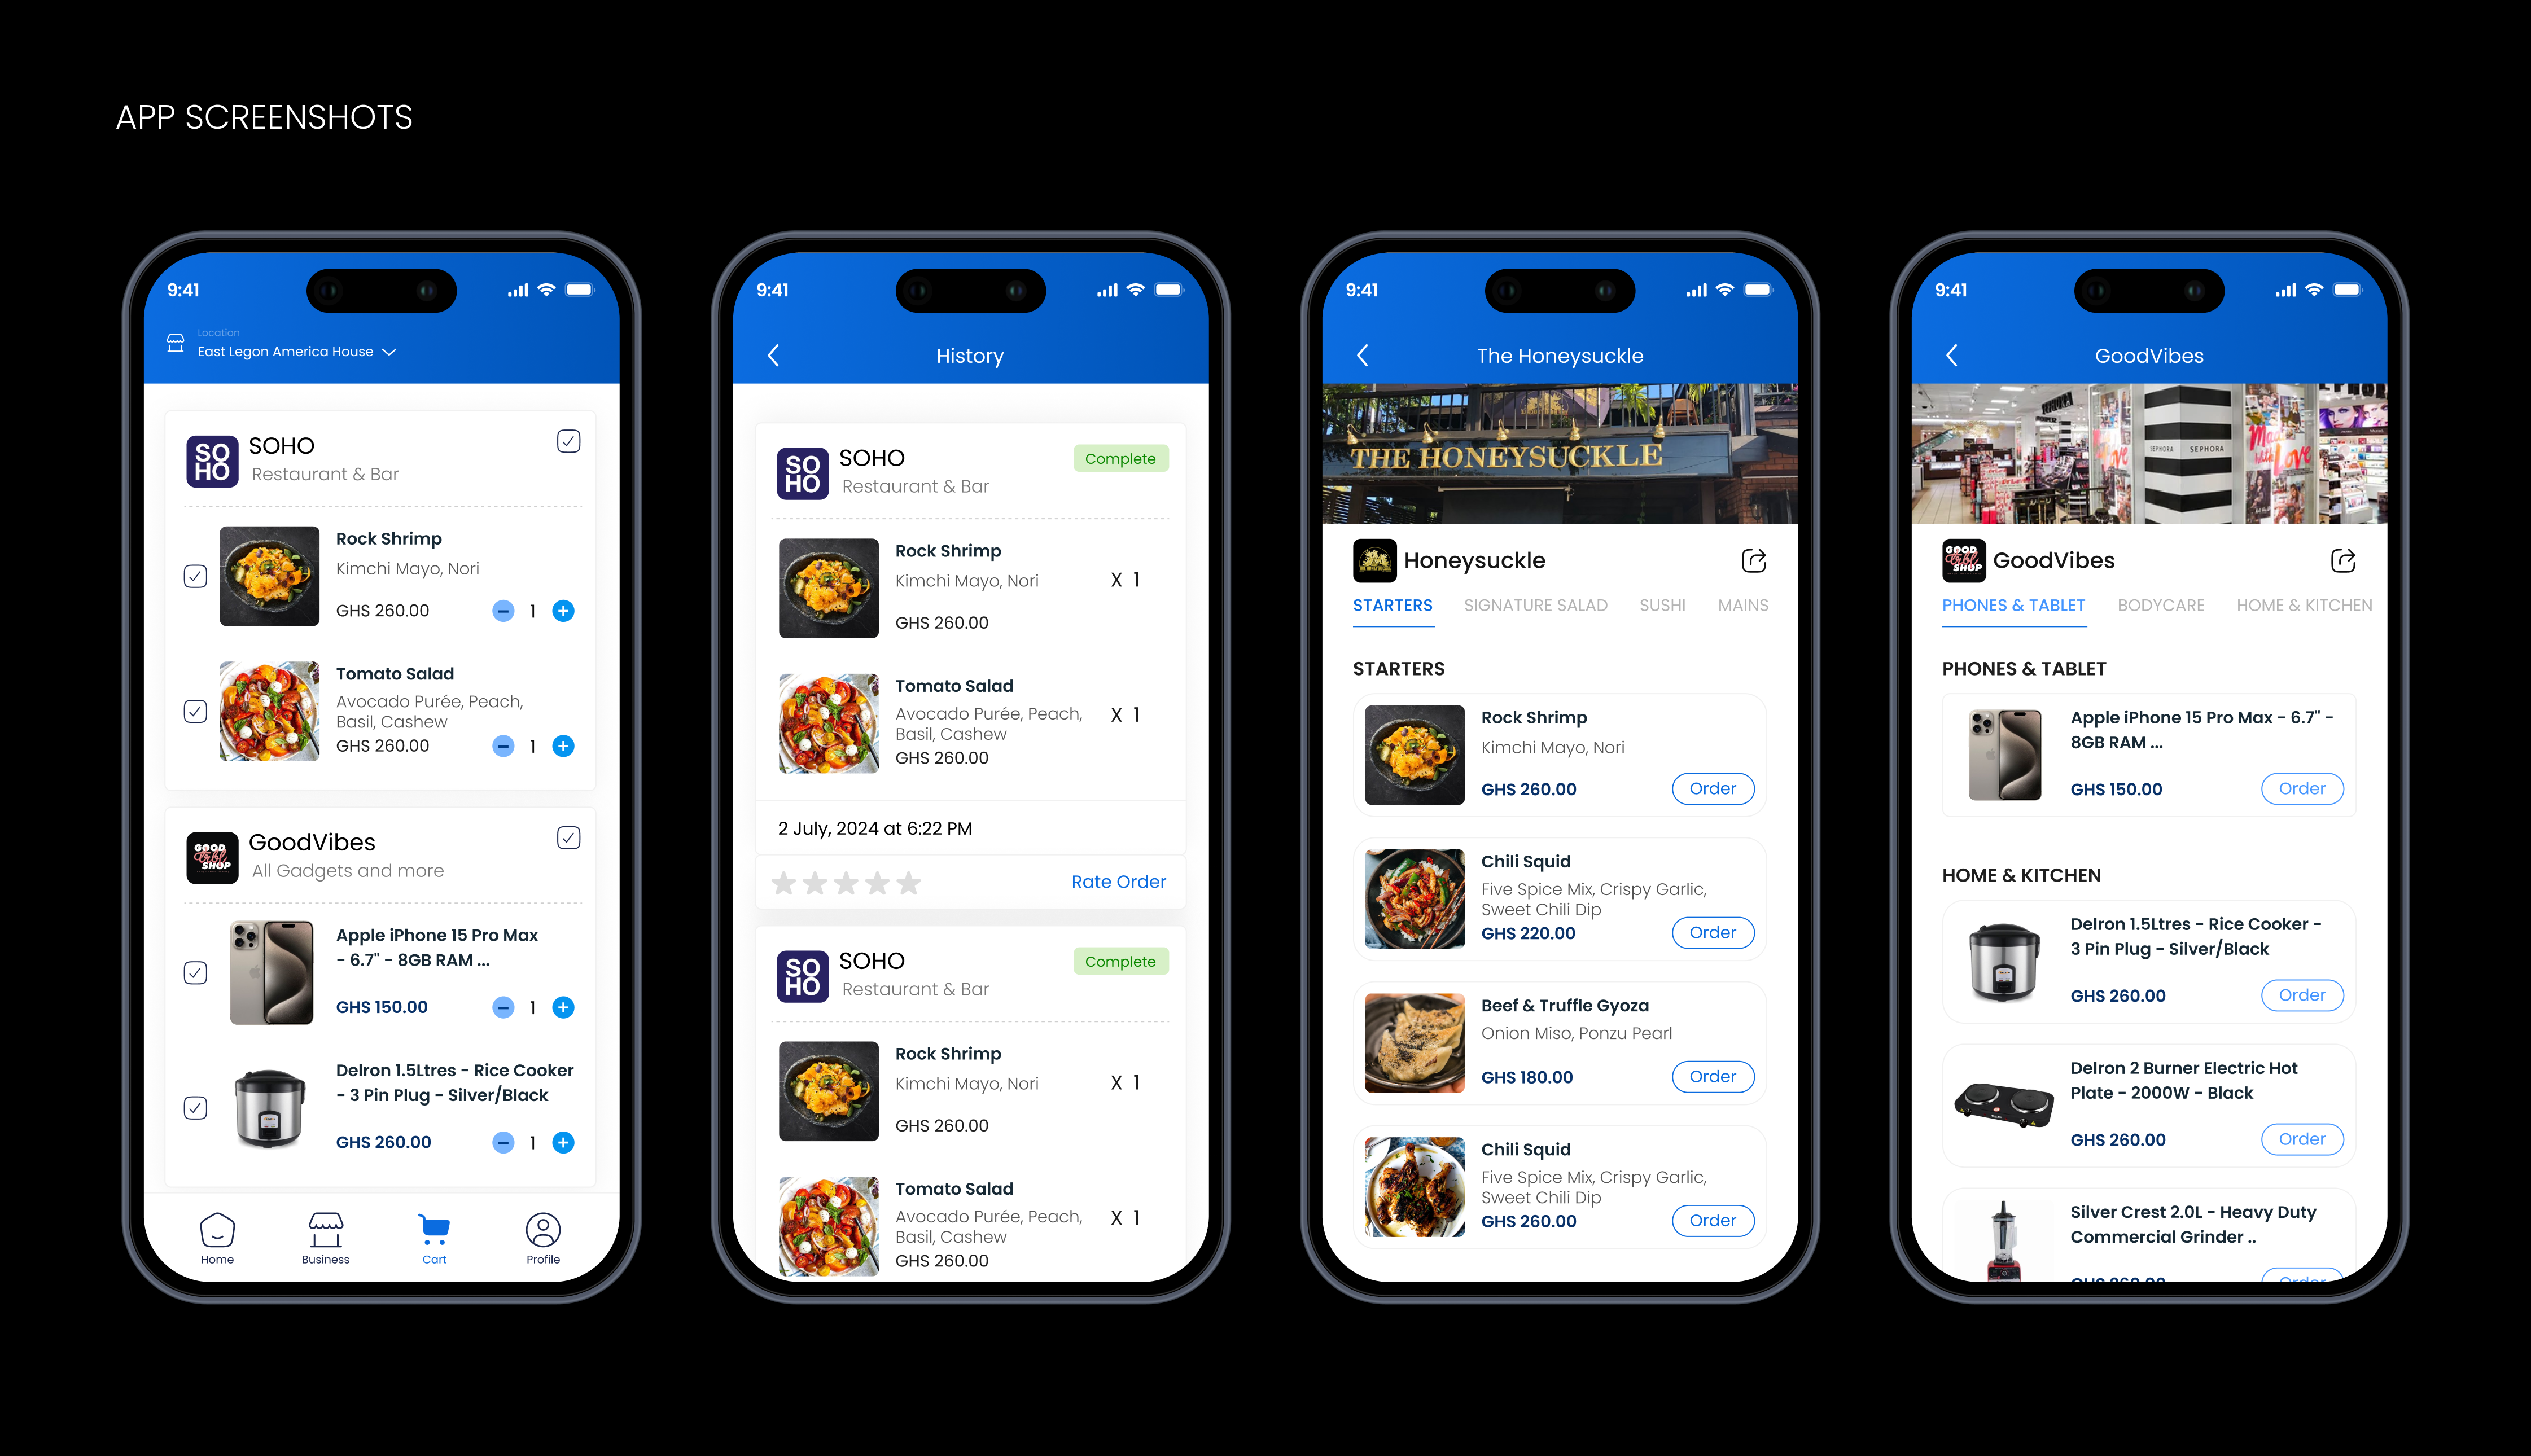 APP SCREENSHOTS
9:41
Location
East Legon America House
SO
HO
SOHO
Restaurant & Bar
Rock Shrimp
Kimchi Mayo, Nori
GHS 260.00
1
Tomato Salad
Avocado Purée, Peach,
Basil, Cashew
GHS 260.00
1
GOOD
SHOP
GoodVibes
All Gadgets and more
Apple iPhone 15 Pro Max
- 6.7" - 8GB RAM ...
GHS 150.00
1
Delron 1.5Ltres - Rice Cooker
- 3 Pin Plug - Silver/Black
GHS 260.00
1
Home
Business
Cart
Profile
9:41
History
SO
HO
SOHO
Restaurant & Bar
Complete
Rock Shrimp
Kimchi Mayo, Nori
X 1
GHS 260.00
Tomato Salad
Avocado Purée, Peach,
Basil, Cashew
X 1
GHS 260.00
2 July, 2024 at 6:22 PM
Rate Order
SO
HO
SOHO
Restaurant & Bar
Complete
Rock Shrimp
Kimchi Mayo, Nori
X 1
GHS 260.00
Tomato Salad
Avocado Purée, Peach,
Basil, Cashew
X 1
GHS 260.00
9:41
The Honeysuckle
THE HONEYSUCKLE
Honeysuckle
STARTERS SIGNATURE SALAD SUSHI MAINS
STARTERS
Rock Shrimp
Kimchi Mayo, Nori
GHS 260.00
Order
Chili Squid
Five Spice Mix, Crispy Garlic,
Sweet Chili Dip
GHS 220.00
Order
Beef & Truffle Gyoza
Onion Miso, Ponzu Pearl
GHS 180.00
Order
Chili Squid
Five Spice Mix, Crispy Garlic,
Sweet Chili Dip
GHS 260.00
Order
9:41
GoodVibes
SEPHORA SEPHORA
Made
With
Love
GOOD
SHOP
GoodVibes
PHONES & TABLET BODYCARE HOME & KITCHEN
PHONES & TABLET
Apple iPhone 15 Pro Max - 6.7" -
8GB RAM ...
GHS 150.00
Order
HOME & KITCHEN
Delron 1.5Ltres - Rice Cooker -
3 Pin Plug - Silver/Black
GHS 260.00
Order
Delron 2 Burner Electric Hot
Plate - 2000W - Black
GHS 260.00
Order
Silver Crest 2.0L - Heavy Duty
Commercial Grinder ..
GHS 260.00
Order